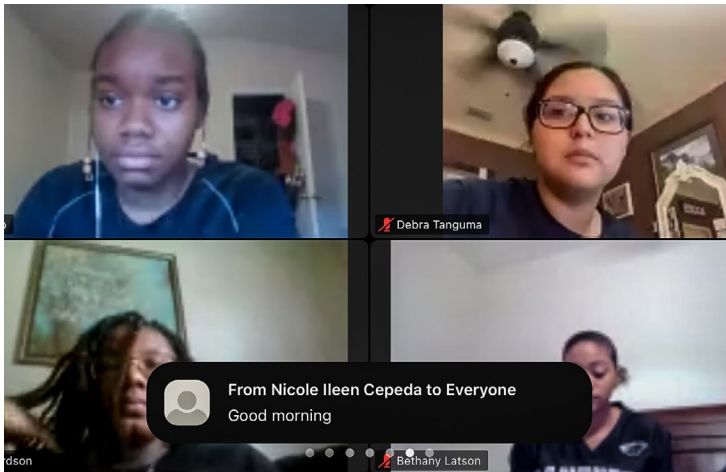 Debra Tanguma
From Nicole Ileen Cepeda to Everyone
Good morning
rdson
Bethany Latson